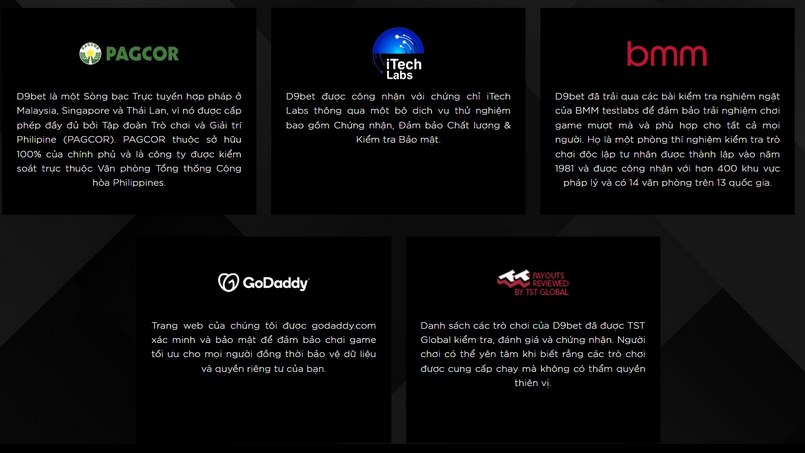 PAGCOR
D9bet là một Sòng bạc Trực tuyến hợp pháp ở
Malaysia, Singapore và Thái Lan, vì nó được cấp
phép đầy đủ bởi Tập đoàn Trò chơi và Giải trí
Philipine (PAGCOR). PAGCOR thuộc sở hữu
100% của chính phủ và là công ty được kiểm
soát trực thuộc Văn phòng Tổng thống Cộng
hòa Philippines.
iTech
Labs
D9bet được công nhận với chứng chỉ iTech
Labs thông qua một bộ dịch vụ thử nghiệm
bao gồm Chứng nhận, Đảm bảo Chất lượng &
Kiểm tra Bảo mật.
bmm
D9bet đã trải qua các bài kiểm tra nghiêm ngặt
của BMM testlabs để đảm bảo trải nghiệm chơi
game mượt mà và phù hợp cho tất cả mọi
người. Họ là một phòng thí nghiệm kiểm tra trò
chơi độc lập tư nhân được thành lập vào năm
1981 và được công nhận với hơn 400 khu vực
pháp lý và có 14 văn phòng trên 13 quốc gia.
GoDaddy
Trang web của chúng tôi được godaddy.com
xác minh và bảo mật để đảm bảo chơi game
tối ưu cho mọi người đồng thời bảo vệ dữ liệu
và quyền riêng tư của bạn.
PAYOUTS
REVIEWED
BY TST GLOBAL
Danh sách các trò chơi của D9bet đã được TST
Global kiểm tra, đánh giá và chứng nhận. Người
chơi có thể yên tâm khi biết rằng các trò chơi
được cung cấp chạy mà không có thẩm quyền
thiên vị.